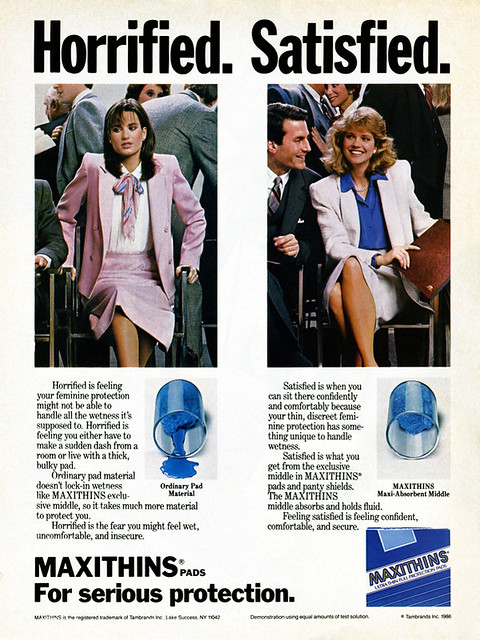 Horrified. Satisfied.
Horrified is feeling
your feminine protection
might not be able to
handle all the wetness it's
supposed to. Horrified is
feeling you either have to
make a sudden dash from a
room or live with a thick,
bulky pad.
Ordinary pad material
doesn't lock-in wetness
like MAXITHINS exclu-
sive middle, so it takes much more material
to protect you.
Horrified is the fear you might feel wet,
uncomfortable, and insecure.
Ordinary Pad
Material
Satisfied is when you
can sit there confidently
and comfortably because
your thin, discreet femi-
nine protection has some-
thing unique to handle
wetness.
Satisfied is what you
get from the exclusive
middle in MAXITHINS®
pads and panty shields.
The MAXITHINS
middle absorbs and holds fluid.
Feeling satisfied is feeling confident,
comfortable, and secure.
MAXITHINS
Maxi-Absorbent Middle
MAXITHINS®
ULTRA THIN FULL PROTECTION PADS
MAXITHINS® PADS
For serious protection.
MAXITHINS is the registered trademark of Tambrands Inc. Lake Success, NY 11042
Demonstration using equal amounts of test solution.
© Tambrands Inc. 1986